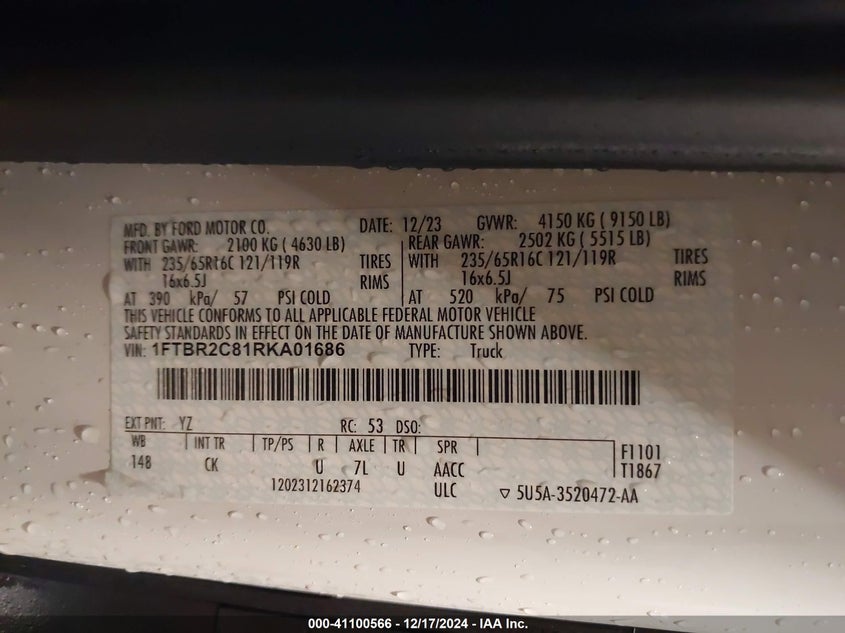 MFD. BY FORD MOTOR CO. DATE: 12/23 GVWR: 4150 KG ( 9150 LB)
FRONT GAWR: 2100 KG ( 4630 LB) REAR GAWR: 2502 KG ( 5515 LB)
WITH 235/65R16C 121/119R TIRES WITH 235/65R16C 121/119R TIRES
16x6.5J RIMS 16x6.5J RIMS
AT 390 kPa/ 57 PSI COLD AT 520 kPa/ 75 PSI COLD
THIS VEHICLE CONFORMS TO ALL APPLICABLE FEDERAL MOTOR VEHICLE
SAFETY STANDARDS IN EFFECT ON THE DATE OF MANUFACTURE SHOWN ABOVE.
VIN: 1FTBR2C81RKA01686 TYPE: Truck
EXT PNT: YZ RC: 53 DSO:
WB INT TR TP/PS R AXLE TR SPR F1101
148 CK U 7L U AACC T1867
1202312162374 ULC ▽ 5U5A-3520472-AA
000-41100566 - 12/17/2024 - IAA Inc.